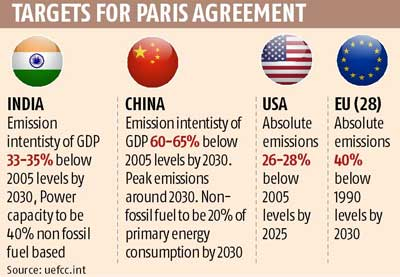 TARGETS FOR PARIS AGREEMENT
INDIA
Emission
intentisty of GDP
33–35% below
2005 levels by
2030, Power
capacity to be
40% non fossil
fuel based
CHINA
Emission intentisty of
GDP 60–65% below
2005 levels by 2030.
Peak emissions
around 2030. Non-
fossil fuel to be 20% of
primary energy
consumption by 2030
USA
Absolute
emissions
26–28%
below
2005
levels by
2025
EU (28)
Absolute
emissions
40%
below
1990
levels by
2030
Source: uefcc.int